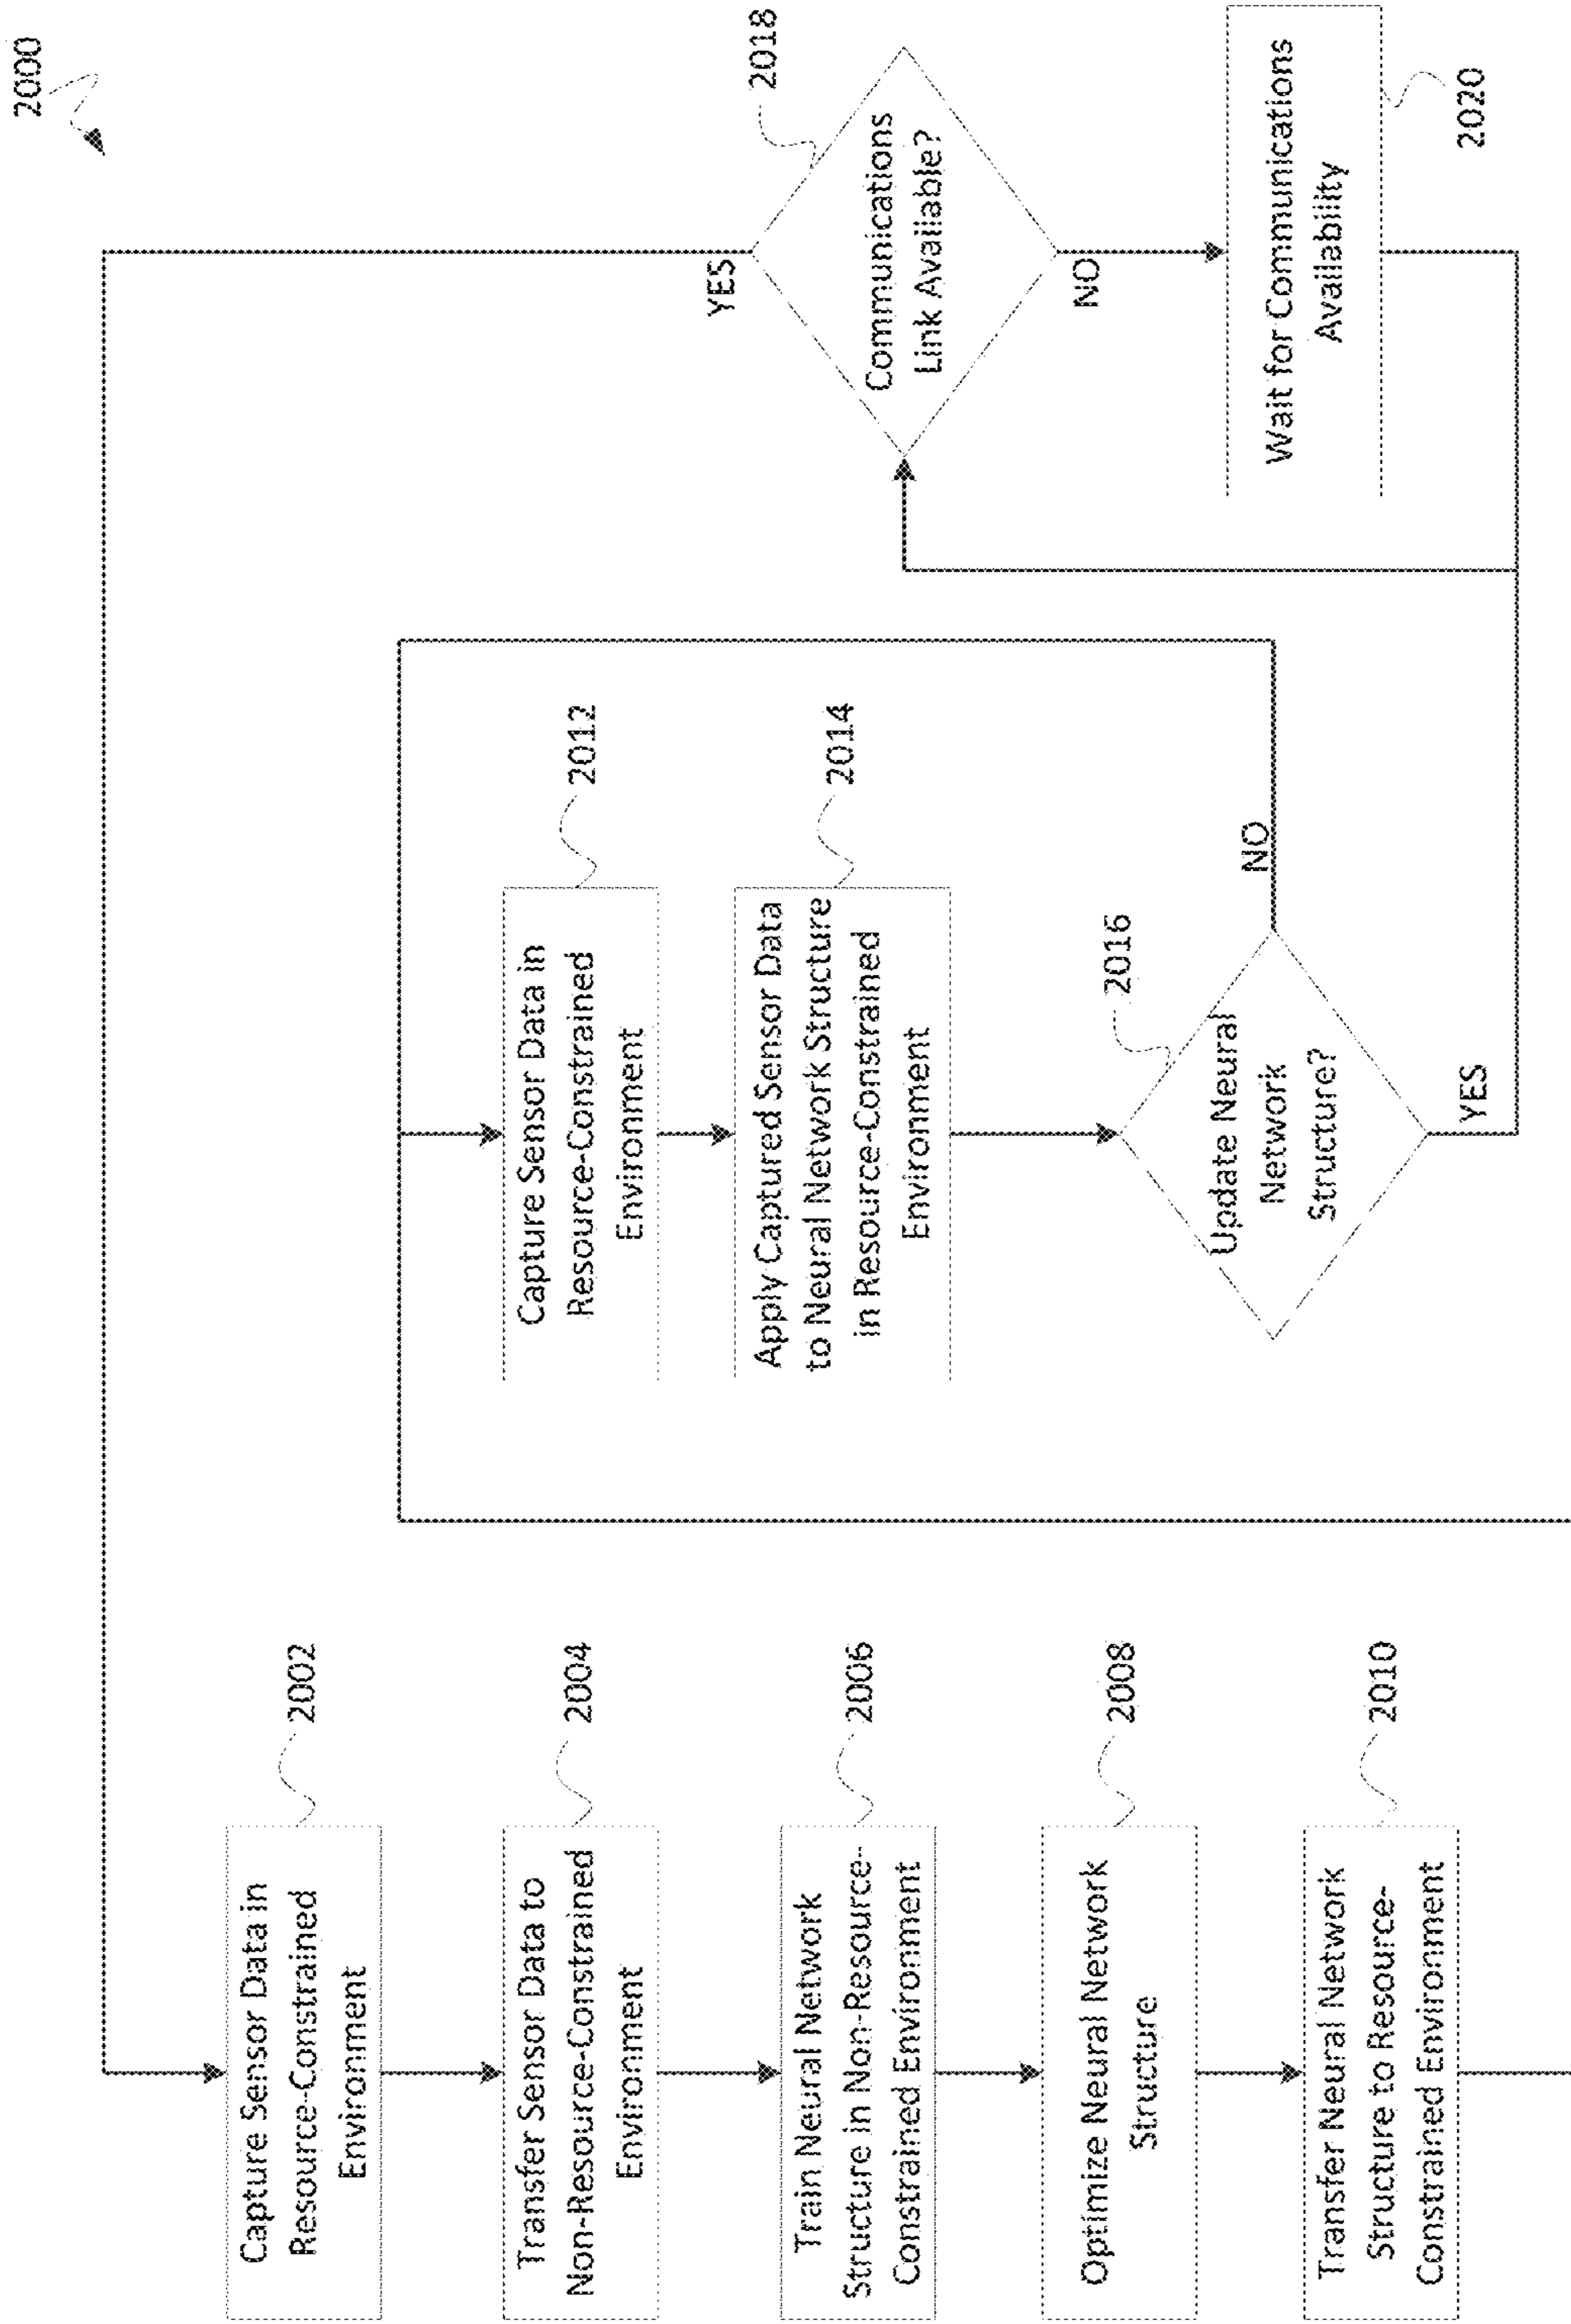 2000
Capture Sensor Data in
Resource-Constrained
Environment
2002
Transfer Sensor Data to
Non-Resource-Constrained
Environment
2004
Train Neural Network
Structure in Non-Resource-
Constrained Environment
2006
Optimize Neural Network
Structure
2008
Transfer Neural Network
Structure to Resource-
Constrained Environment
2010
Capture Sensor Data in
Resource-Constrained
Environment
2012
Apply Captured Sensor Data
to Neural Network Structure
in Resource-Constrained
Environment
2014
Update Neural
Network
Structure?
2016
NO
YES
YES
Communications
Link Available?
2018
NO
Wait for Communications
Availability
2020